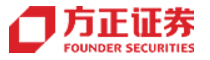 方正证券
FOUNDER SECURITIES